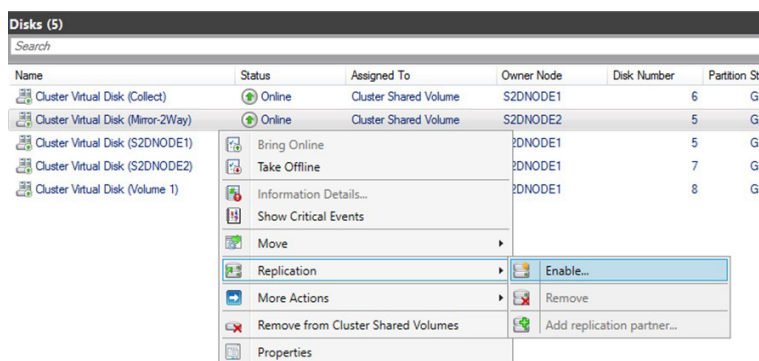 Disks (5)
Search
Name Status Assigned To Owner Node Disk Number Partition St
Cluster Virtual Disk (Collect) Online Cluster Shared Volume S2DNODE1 6 G
Cluster Virtual Disk (Mirror-2Way) Online Cluster Shared Volume S2DNODE2 5 G
Cluster Virtual Disk (S2DNODE1) Bring Online 2DNODE1 5 G
Cluster Virtual Disk (S2DNODE2) Take Offline 2DNODE1 7 G
Cluster Virtual Disk (Volume 1) Information Details... 2DNODE1 8 G
Show Critical Events
Move
Replication Enable...
More Actions Remove
Remove from Cluster Shared Volumes Add replication partner...
Properties